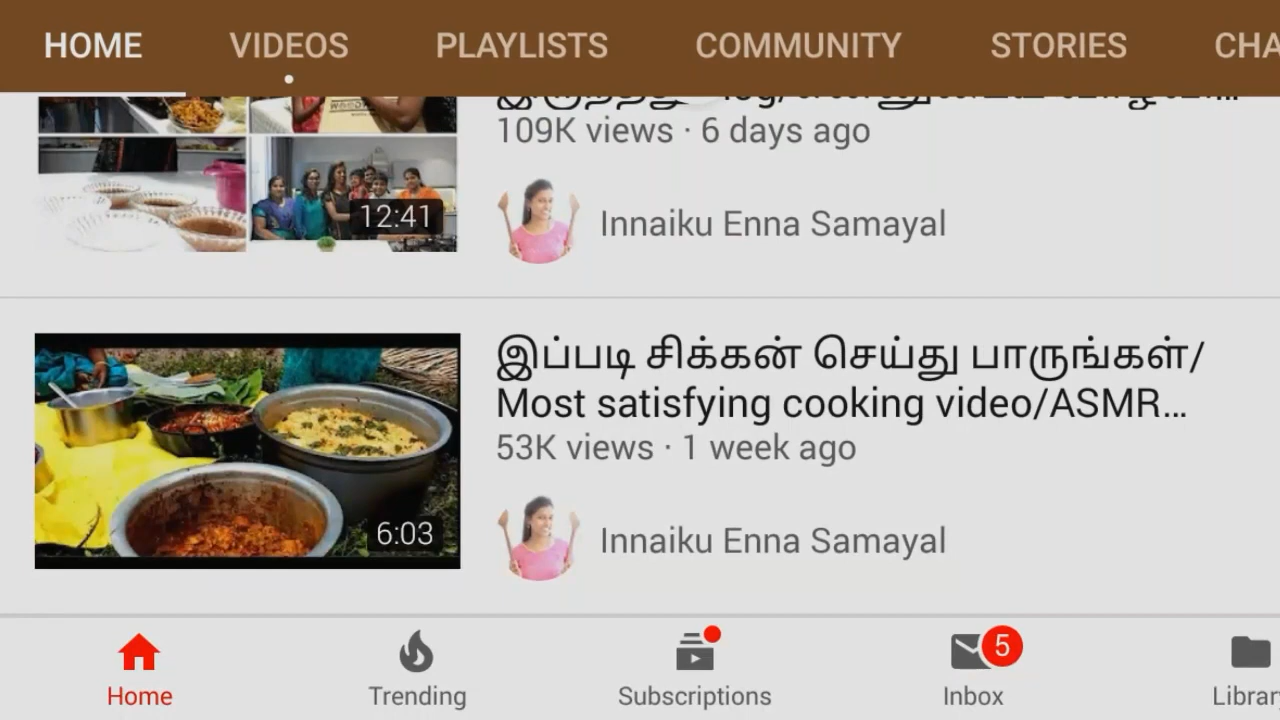 HOME VIDEOS PLAYLISTS COMMUNITY STORIES CHA
109K views · 6 days ago
12:41
Innaiku Enna Samayal
இப்படி சிக்கன் செய்து பாருங்கள்/
Most satisfying cooking video/ASMR...
53K views · 1 week ago
6:03
Innaiku Enna Samayal
5
Home Trending Subscriptions Inbox Library